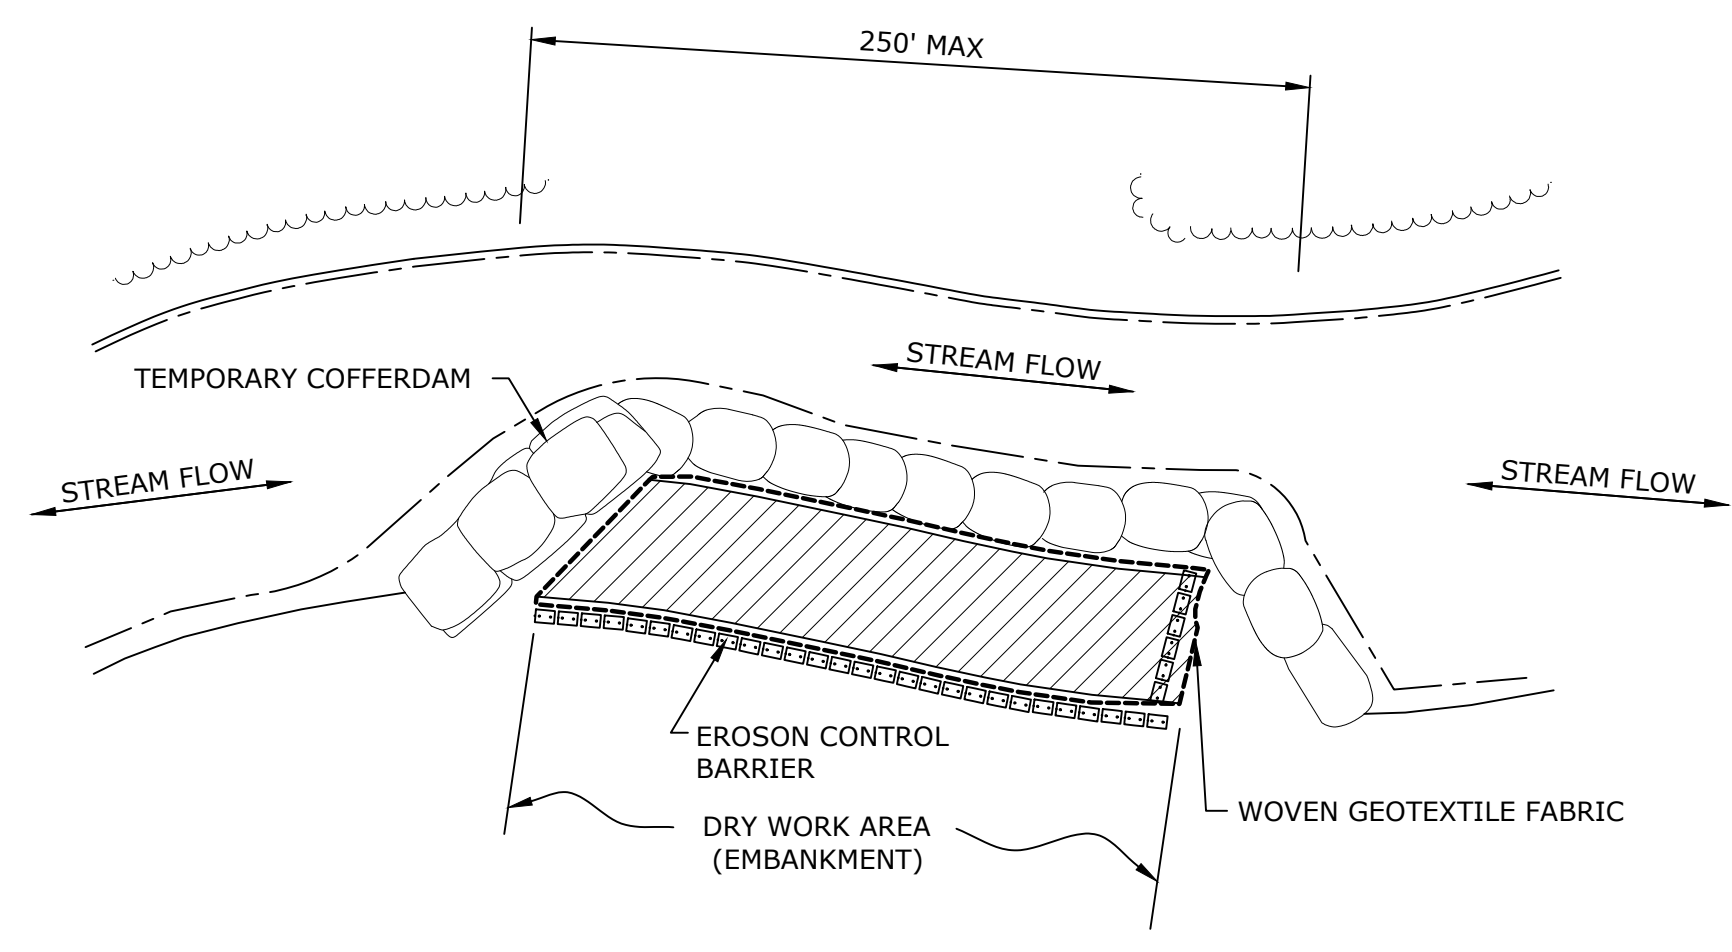 250' MAX
STREAM FLOW
TEMPORARY COFFERDAM
STREAM FLOW
STREAM FLOW
EROSON CONTROL
BARRIER
WOVEN GEOTEXTILE FABRIC
DRY WORK AREA
(EMBANKMENT)